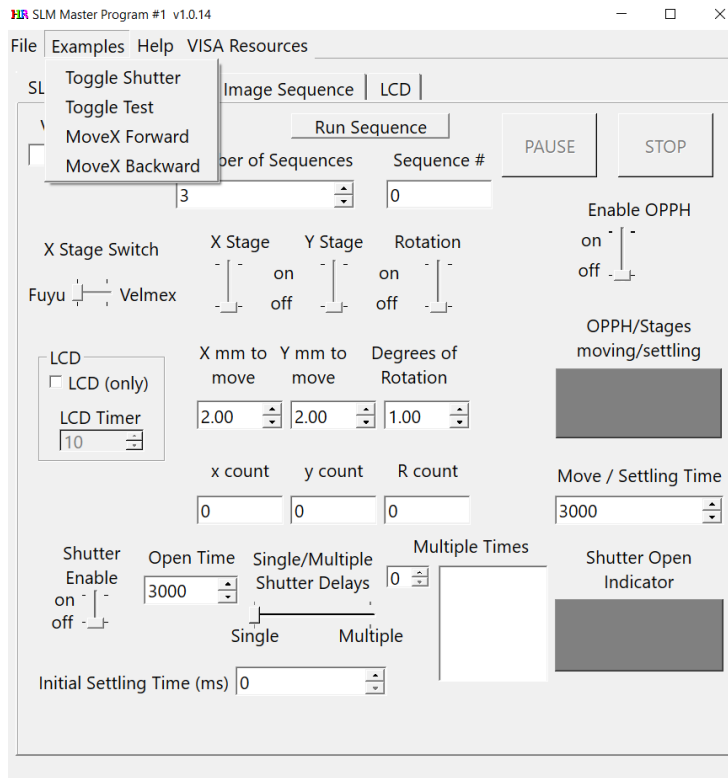 HR SLM Master Program #1 v1.0.14
File Examples Help VISA Resources
Toggle Shutter
Toggle Test
MoveX Forward
MoveX Backward
SL
Image Sequence LCD
Run Sequence
PAUSE STOP
of Sequences Sequence #
3 0
Enable OPPH
on
off
X Stage Switch
Fuyu Velmex
X Stage Y Stage Rotation
on on
off off
OPPH/Stages
moving/settling
LCD
LCD (only)
LCD Timer
10
X mm to Y mm to Degrees of
move move Rotation
2.00 2.00 1.00
x count y count R count
0 0 0
Move / Settling Time
3000
Shutter
Enable
on
off
Open Time
3000
Single/Multiple
Shutter Delays
Single Multiple
Multiple Times
0
Shutter Open
Indicator
Initial Settling Time (ms) 0